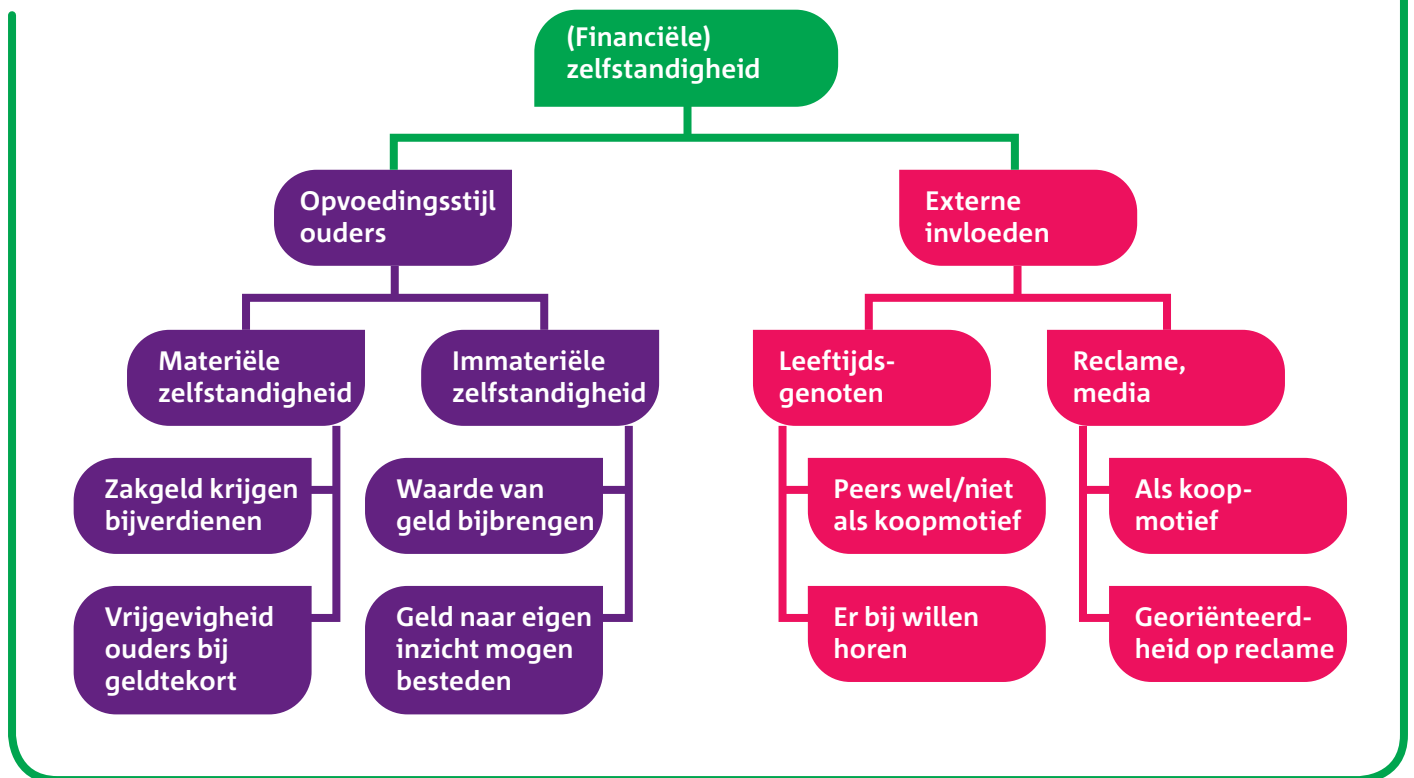 (Financiële)
zelfstandigheid
Opvoedingsstijl
ouders
Externe
invloeden
Materiële
zelfstandigheid
Immateriële
zelfstandigheid
Leeftijds-
genoten
Reclame,
media
Zakgeld krijgen
bijverdienen
Waarde van
geld bijbrengen
Peers wel/niet
als koopmotief
Als koop-
motief
Vrijgevigheid
ouders bij
geldtekort
Geld naar eigen
inzicht mogen
besteden
Er bij willen
horen
Georiënteerd-
heid op reclame